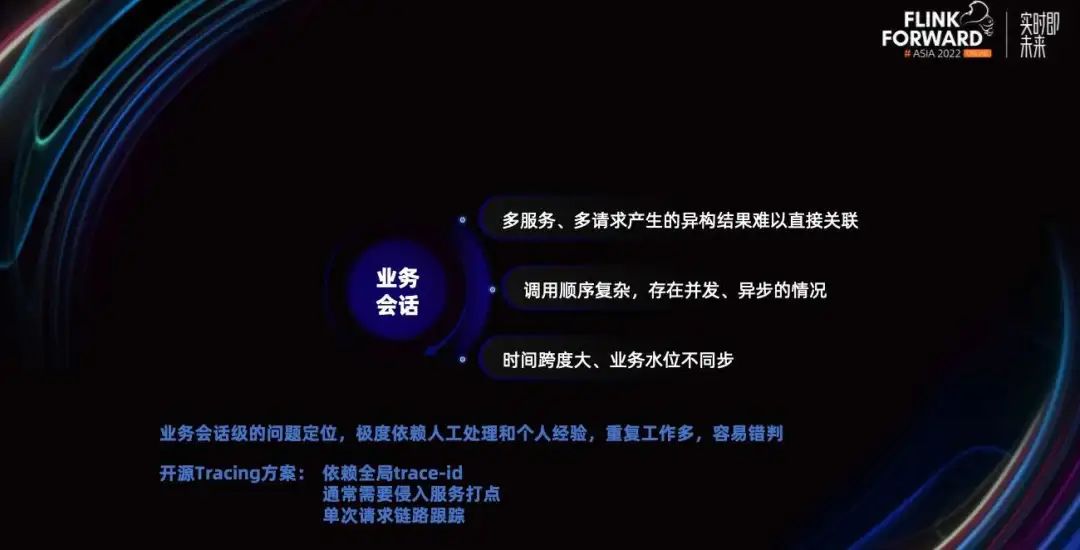 FLINK
FORWARD
# ASIA 2022
实时即
未来
业务
会话
多服务、多请求产生的异构结果难以直接关联
调用顺序复杂，存在并发、异步的情况
时间跨度大、业务水位不同步
业务会话级的问题定位，极度依赖人工处理和个人经验，重复工作多，容易错判
开源Tracing方案： 依赖全局trace-id
通常需要侵入服务打点
单次请求链路跟踪